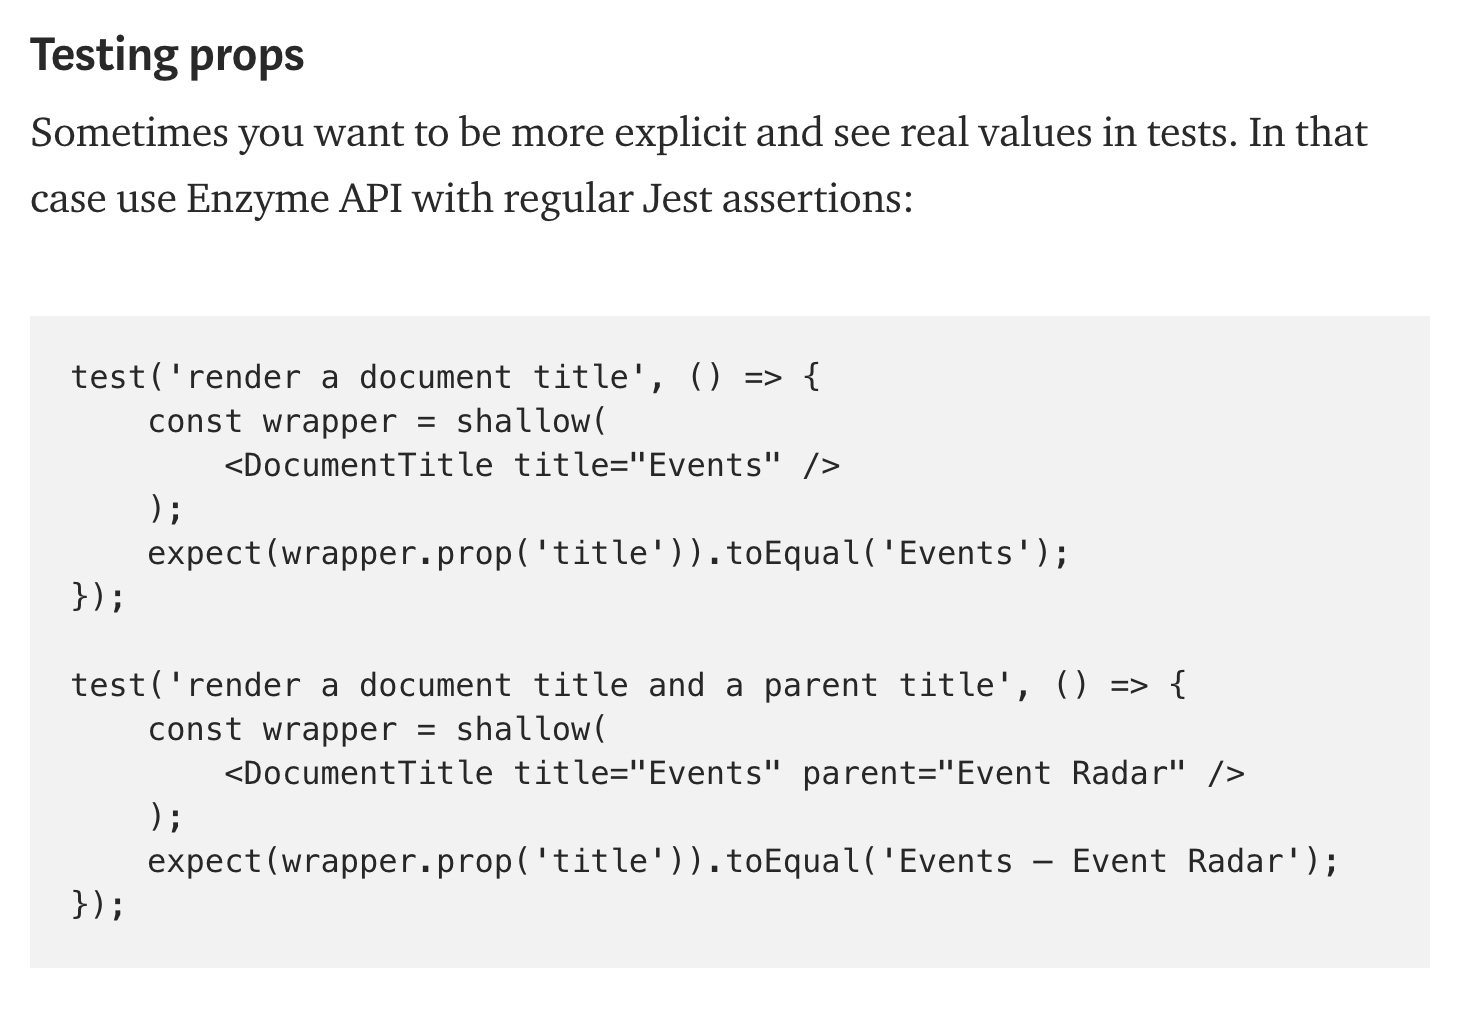 Testing props
Sometimes you want to be more explicit and see real values in tests. In that
case use Enzyme API with regular Jest assertions:
test('render a document title', () => {
    const wrapper = shallow(
        <DocumentTitle title="Events" />
    );
    expect(wrapper.prop('title')).toEqual('Events');
});
test('render a document title and a parent title', () => {
    const wrapper = shallow(
        <DocumentTitle title="Events" parent="Event Radar" />
    );
    expect(wrapper.prop('title')).toEqual('Events — Event Radar');
});